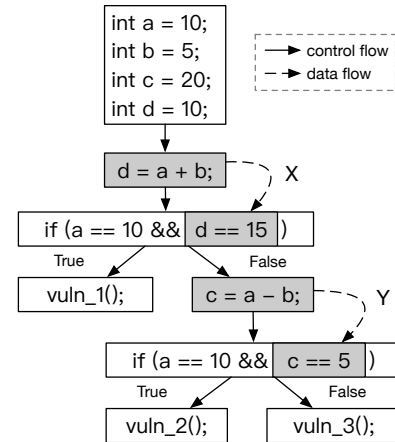 int a = 10;
int b = 5;
int c = 20;
int d = 10;
control flow
data flow
d = a + b;
X
if (a == 10 && d == 15 )
True
False
vuln_1();
c = a – b;
Y
if (a == 10 && c == 5 )
True
False
vuln_2();
vuln_3();